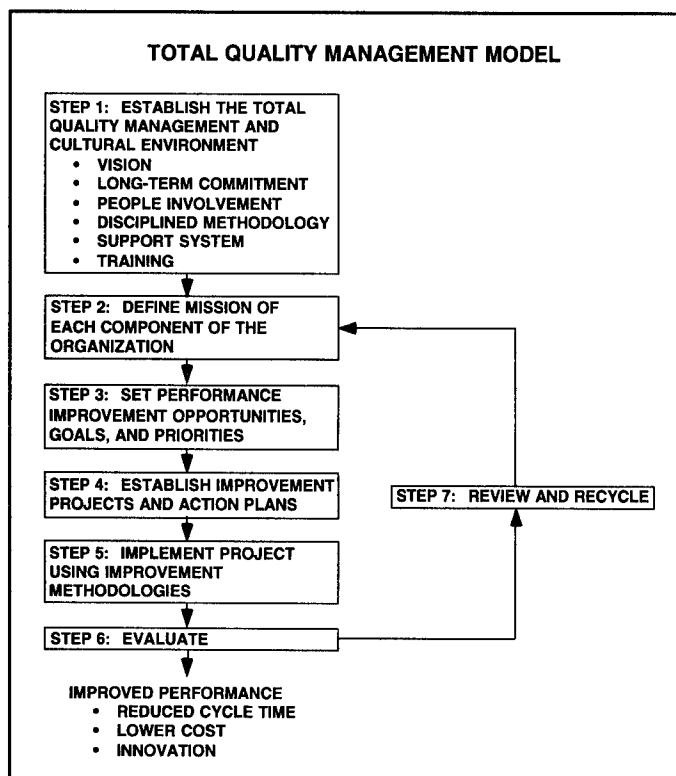 TOTAL QUALITY MANAGEMENT MODEL
STEP 1: ESTABLISH THE TOTAL
QUALITY MANAGEMENT AND
CULTURAL ENVIRONMENT
• VISION
• LONG-TERM COMMITMENT
• PEOPLE INVOLVEMENT
• DISCIPLINED METHODOLOGY
• SUPPORT SYSTEM
• TRAINING
STEP 2: DEFINE MISSION OF
EACH COMPONENT OF THE
ORGANIZATION
STEP 3: SET PERFORMANCE
IMPROVEMENT OPPORTUNITIES,
GOALS, AND PRIORITIES
STEP 4: ESTABLISH IMPROVEMENT
PROJECTS AND ACTION PLANS
STEP 5: IMPLEMENT PROJECT
USING IMPROVEMENT
METHODOLOGIES
STEP 6: EVALUATE
STEP 7: REVIEW AND RECYCLE
IMPROVED PERFORMANCE
• REDUCED CYCLE TIME
• LOWER COST
• INNOVATION